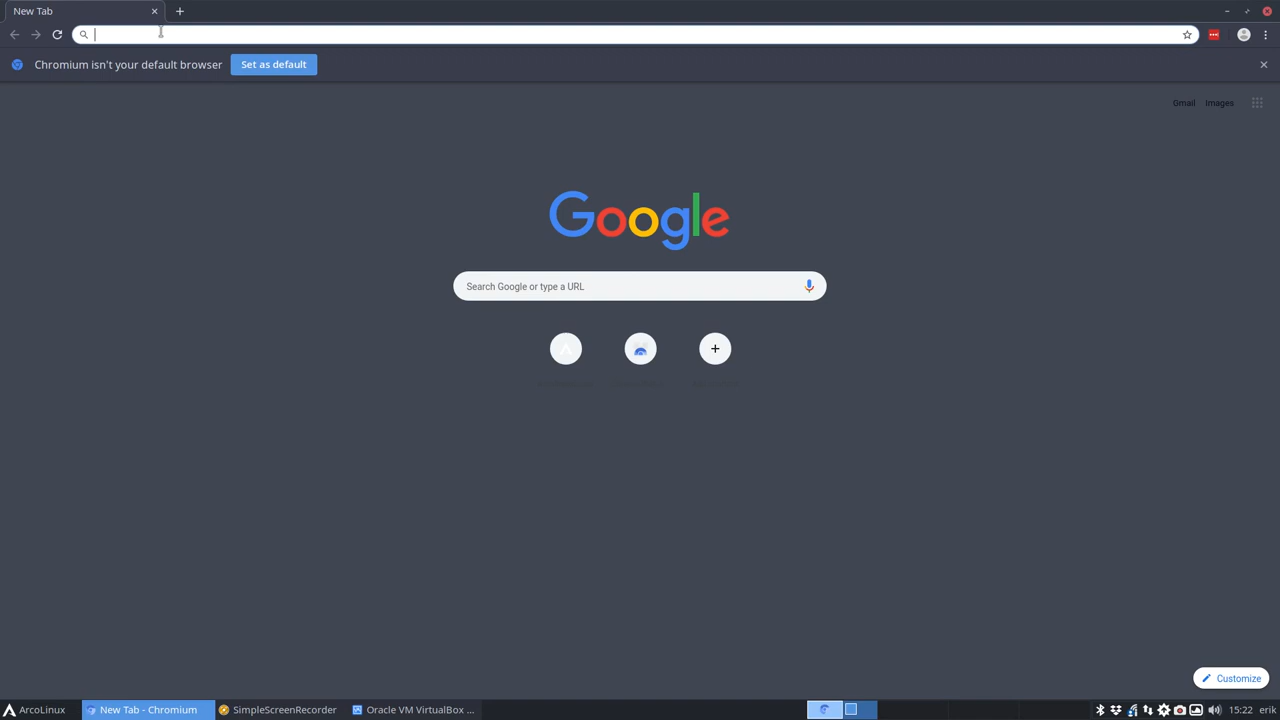 New Tab
Chromium isn't your default browser
Set as default
Gmail
Images
Google
Search Google or type a URL
Customize
ArcoLinux
New Tab - Chromium
SimpleScreenRecorder
Oracle VM VirtualBox ...
15:22
erik